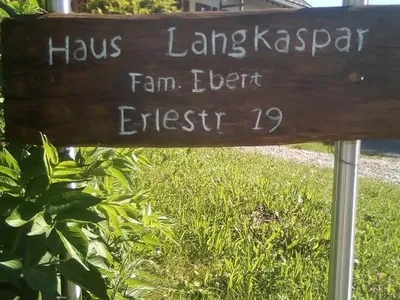 Haus Langkaspar
Fam. Ebert
Erlestr 19